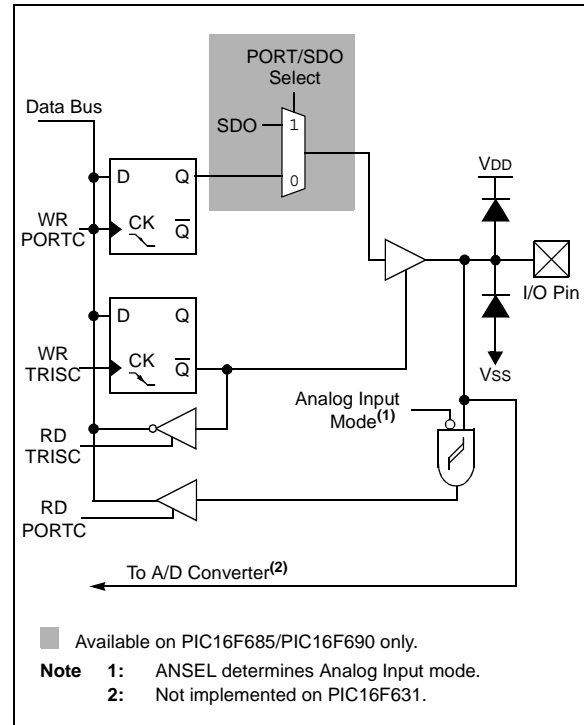 PORT/SDO
Select
Data Bus
SDO
1
0
VDD
D Q
WR
PORTC
CK
Q
I/O Pin
D Q
WR
TRISC
CK
Q
VSS
Analog Input
Mode(1)
RD
TRISC
RD
PORTC
To A/D Converter(2)
Available on PIC16F685/PIC16F690 only.
Note 1: ANSEL determines Analog Input mode.
2: Not implemented on PIC16F631.